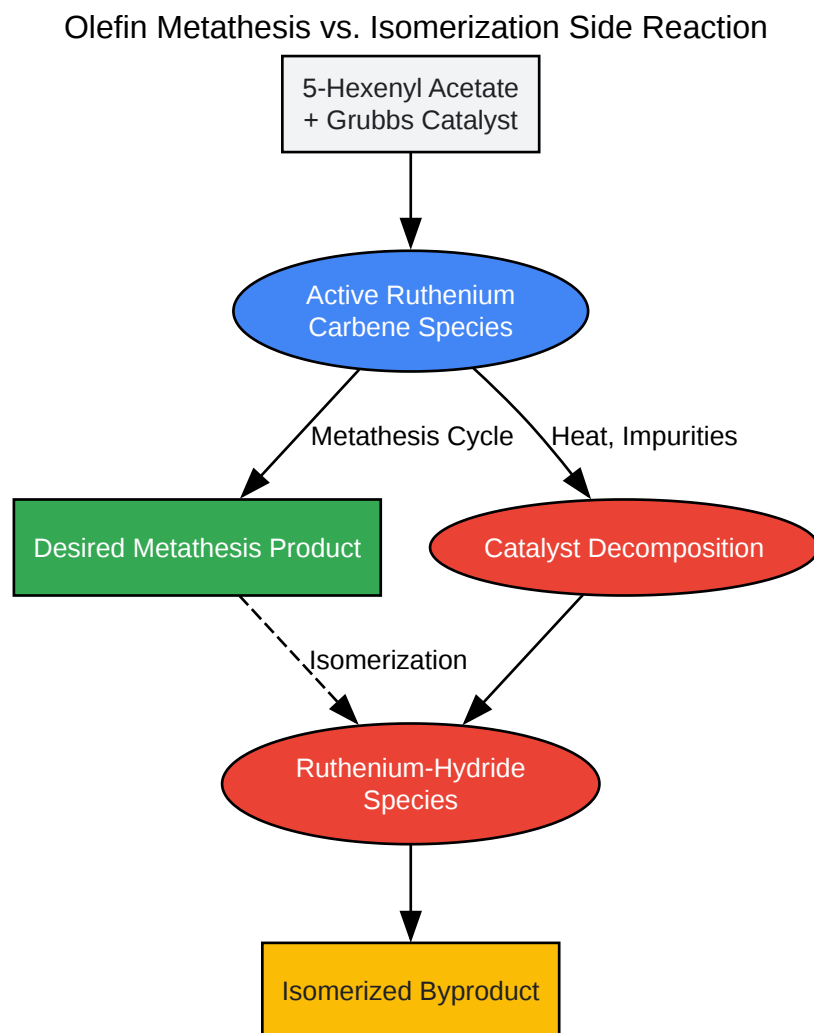 Olefin Metathesis vs. Isomerization Side Reaction
5-Hexenyl Acetate
+ Grubbs Catalyst
Active Ruthenium
Carbene Species
Metathesis Cycle
Heat, Impurities
Desired Metathesis Product
Catalyst Decomposition
Isomerization
Ruthenium-Hydride
Species
Isomerized Byproduct